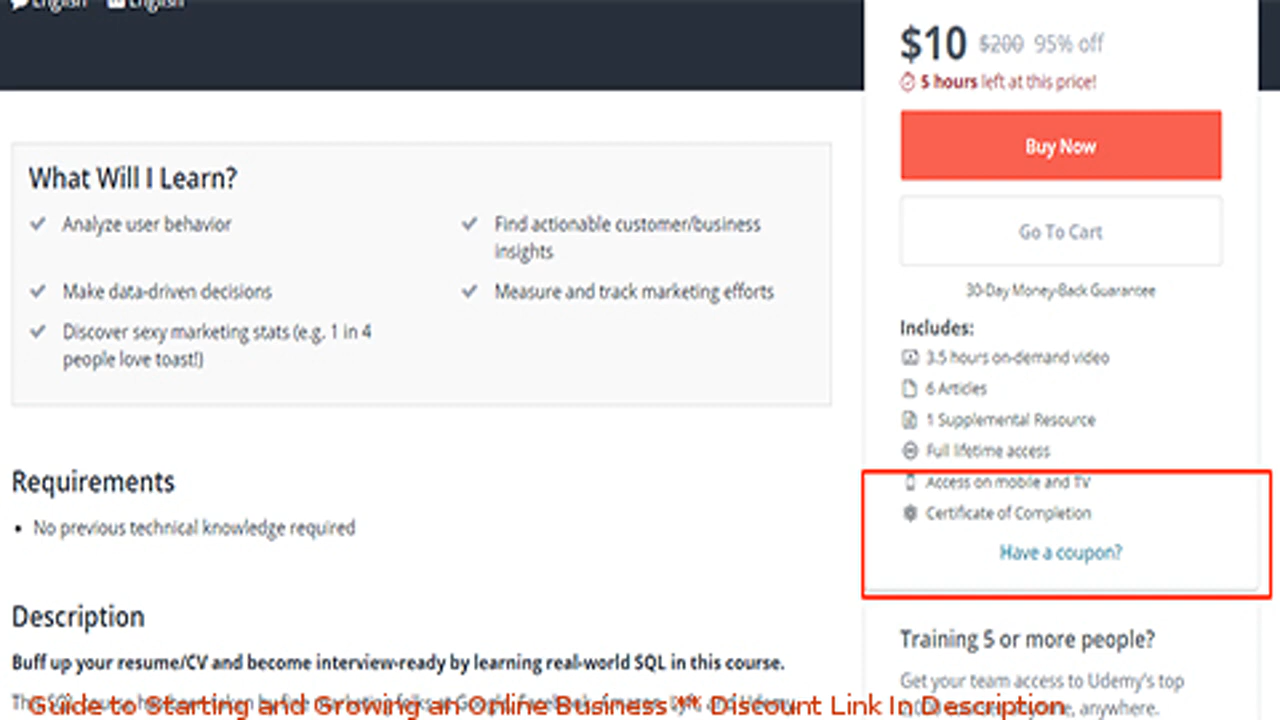 English English
$10 $200 95% off
5 hours left at this price!
Buy Now
Go To Cart
30-Day Money-Back Guarantee
Includes:
3.5 hours on-demand video
6 Articles
1 Supplemental Resource
Full lifetime access
Access on mobile and TV
Certificate of Completion
Have a coupon?
Training 5 or more people?
Get your team access to Udemy's top
anywhere.
What Will I Learn?
Analyze user behavior
Find actionable customer/business
insights
Make data-driven decisions
Measure and track marketing efforts
Discover sexy marketing stats (e.g. 1 in 4
people love toast!)
Requirements
• No previous technical knowledge required
Description
Buff up your resume/CV and become interview-ready by learning real-world SQL in this course.
Guide to Starting and Growing an Online Business ** Discount Link In Description